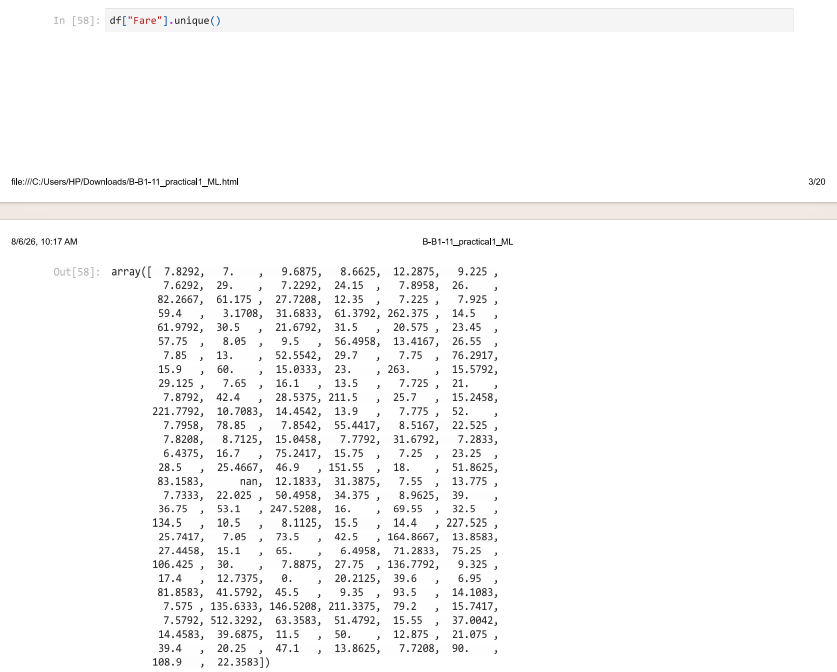 In [58]: df["Fare"].unique()
file:///C:/Users/HP/Downloads/B-B1-11_practical1_ML.html 3/20
8/6/26, 10:17 AM B-B1-11_practical1_ML
Out[58]: array([  7.8292,   7.    ,   9.6875,   8.6625,  12.2875,   9.225 ,
         7.6292,  29.    ,   7.2292,  24.15  ,   7.8958,  26.    ,
        82.2667,  61.175 ,  27.7208,  12.35  ,   7.225 ,   7.925 ,
        59.4   ,   3.1708,  31.6833,  61.3792, 262.375 ,  14.5   ,
        61.9792,  30.5   ,  21.6792,  31.5   ,  20.575 ,  23.45  ,
        57.75  ,   8.05  ,   9.5   ,  56.4958,  13.4167,  26.55  ,
         7.85  ,  13.    ,  52.5542,  29.7   ,   7.75  ,  76.2917,
        15.9   ,  60.    ,  15.0333,  23.    , 263.    ,  15.5792,
        29.125 ,   7.65  ,  16.1   ,  13.5   ,   7.725 ,  21.    ,
         7.8792,  42.4   ,  28.5375, 211.5   ,  25.7   ,  15.2458,
       221.7792,  10.7083,  14.4542,  13.9   ,   7.775 ,  52.    ,
         7.7958,  78.85  ,   7.8542,  55.4417,   8.5167,  22.525 ,
         7.8208,   8.7125,  15.0458,   7.7792,  31.6792,   7.2833,
         6.4375,  16.7   ,  75.2417,  15.75  ,   7.25  ,  23.25  ,
        28.5   ,  25.4667,  46.9   , 151.55  ,  18.    ,  51.8625,
        83.1583,      nan,  12.1833,  31.3875,   7.55  ,  13.775 ,
         7.7333,  22.025 ,  50.4958,  34.375 ,   8.9625,  39.    ,
        36.75  ,  53.1   , 247.5208,  16.    ,  69.55  ,  32.5   ,
       134.5   ,  10.5   ,   8.1125,  15.5   ,  14.4   , 227.525 ,
        25.7417,   7.05  ,  73.5   ,  42.5   , 164.8667,  13.8583,
        27.4458,  15.1   ,  65.    ,   6.4958,  71.2833,  75.25  ,
       106.425 ,  30.    ,   7.8875,  27.75  , 136.7792,   9.325 ,
        17.4   ,  12.7375,   0.    ,  20.2125,  39.6   ,   6.95  ,
        81.8583,  41.5792,  45.5   ,   9.35  ,  93.5   ,  14.1083,
         7.575 , 135.6333, 146.5208, 211.3375,  79.2   ,  15.7417,
         7.5792, 512.3292,  63.3583,  51.4792,  15.55  ,  37.0042,
        14.4583,  39.6875,  11.5   ,  50.    ,  12.875 ,  21.075 ,
        39.4   ,  20.25  ,  47.1   ,  13.8625,   7.7208,  90.    ,
       108.9   ,  22.3583])